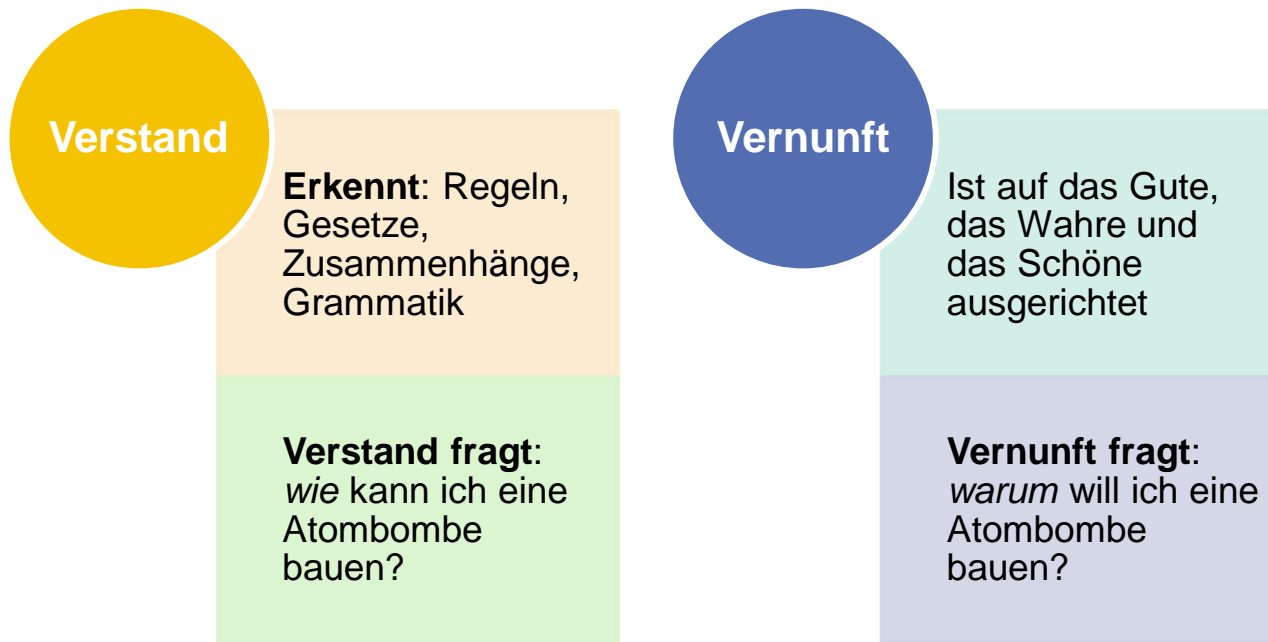 Verstand
Erkennt: Regeln,
Gesetze,
Zusammenhänge,
Grammatik
Verstand fragt:
wie kann ich eine
Atombombe
bauen?
Vernunft
Ist auf das Gute,
das Wahre und
das Schöne
ausgerichtet
Vernunft fragt:
warum will ich eine
Atombombe
bauen?